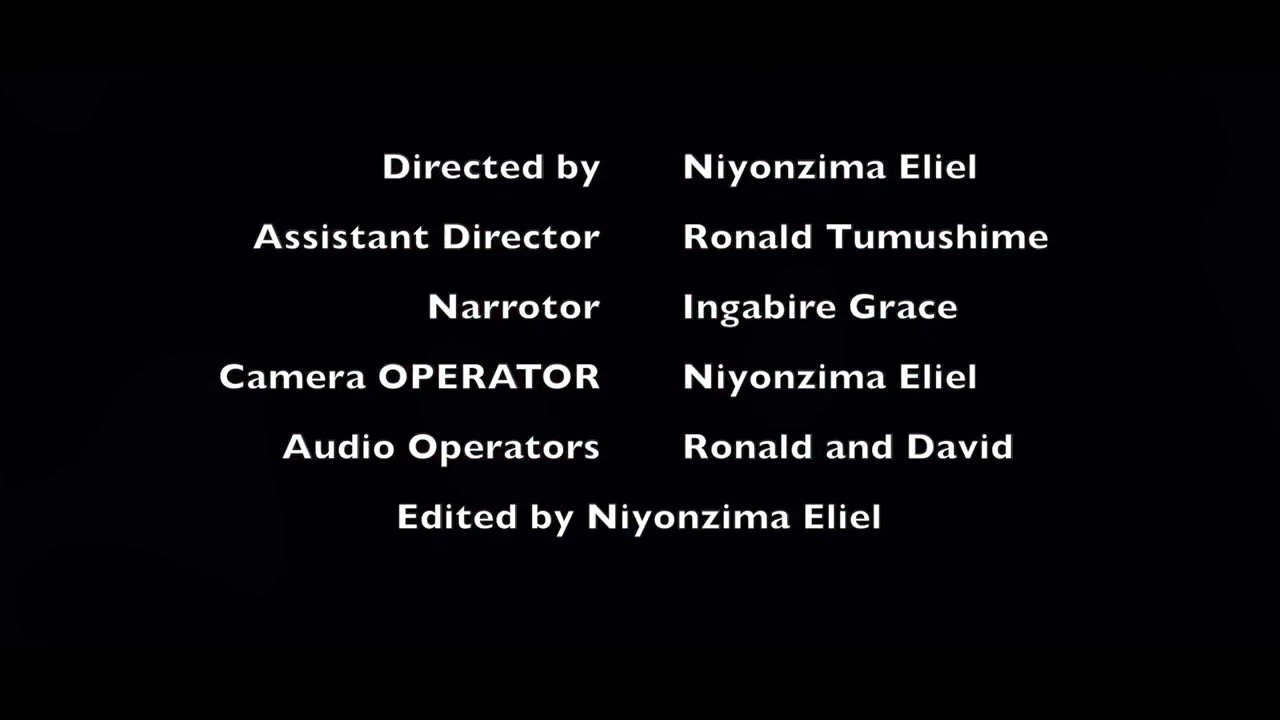 Directed by Niyonzima Eliel
Assistant Director Ronald Tumushime
Narrotor Ingabire Grace
Camera OPERATOR Niyonzima Eliel
Audio Operators Ronald and David
Edited by Niyonzima Eliel